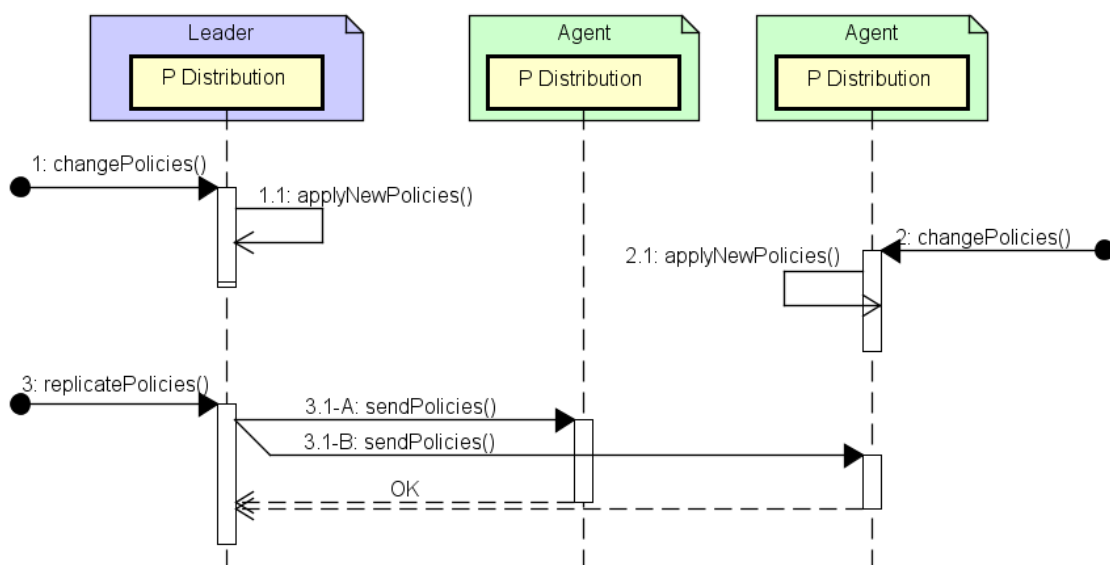 Leader
Agent
Agent
P Distribution
P Distribution
P Distribution
1: changePolicies()
1.1: applyNewPolicies()
2: changePolicies()
2.1: applyNewPolicies()
3: replicatePolicies()
3.1-A: sendPolicies()
3.1-B: sendPolicies()
OK